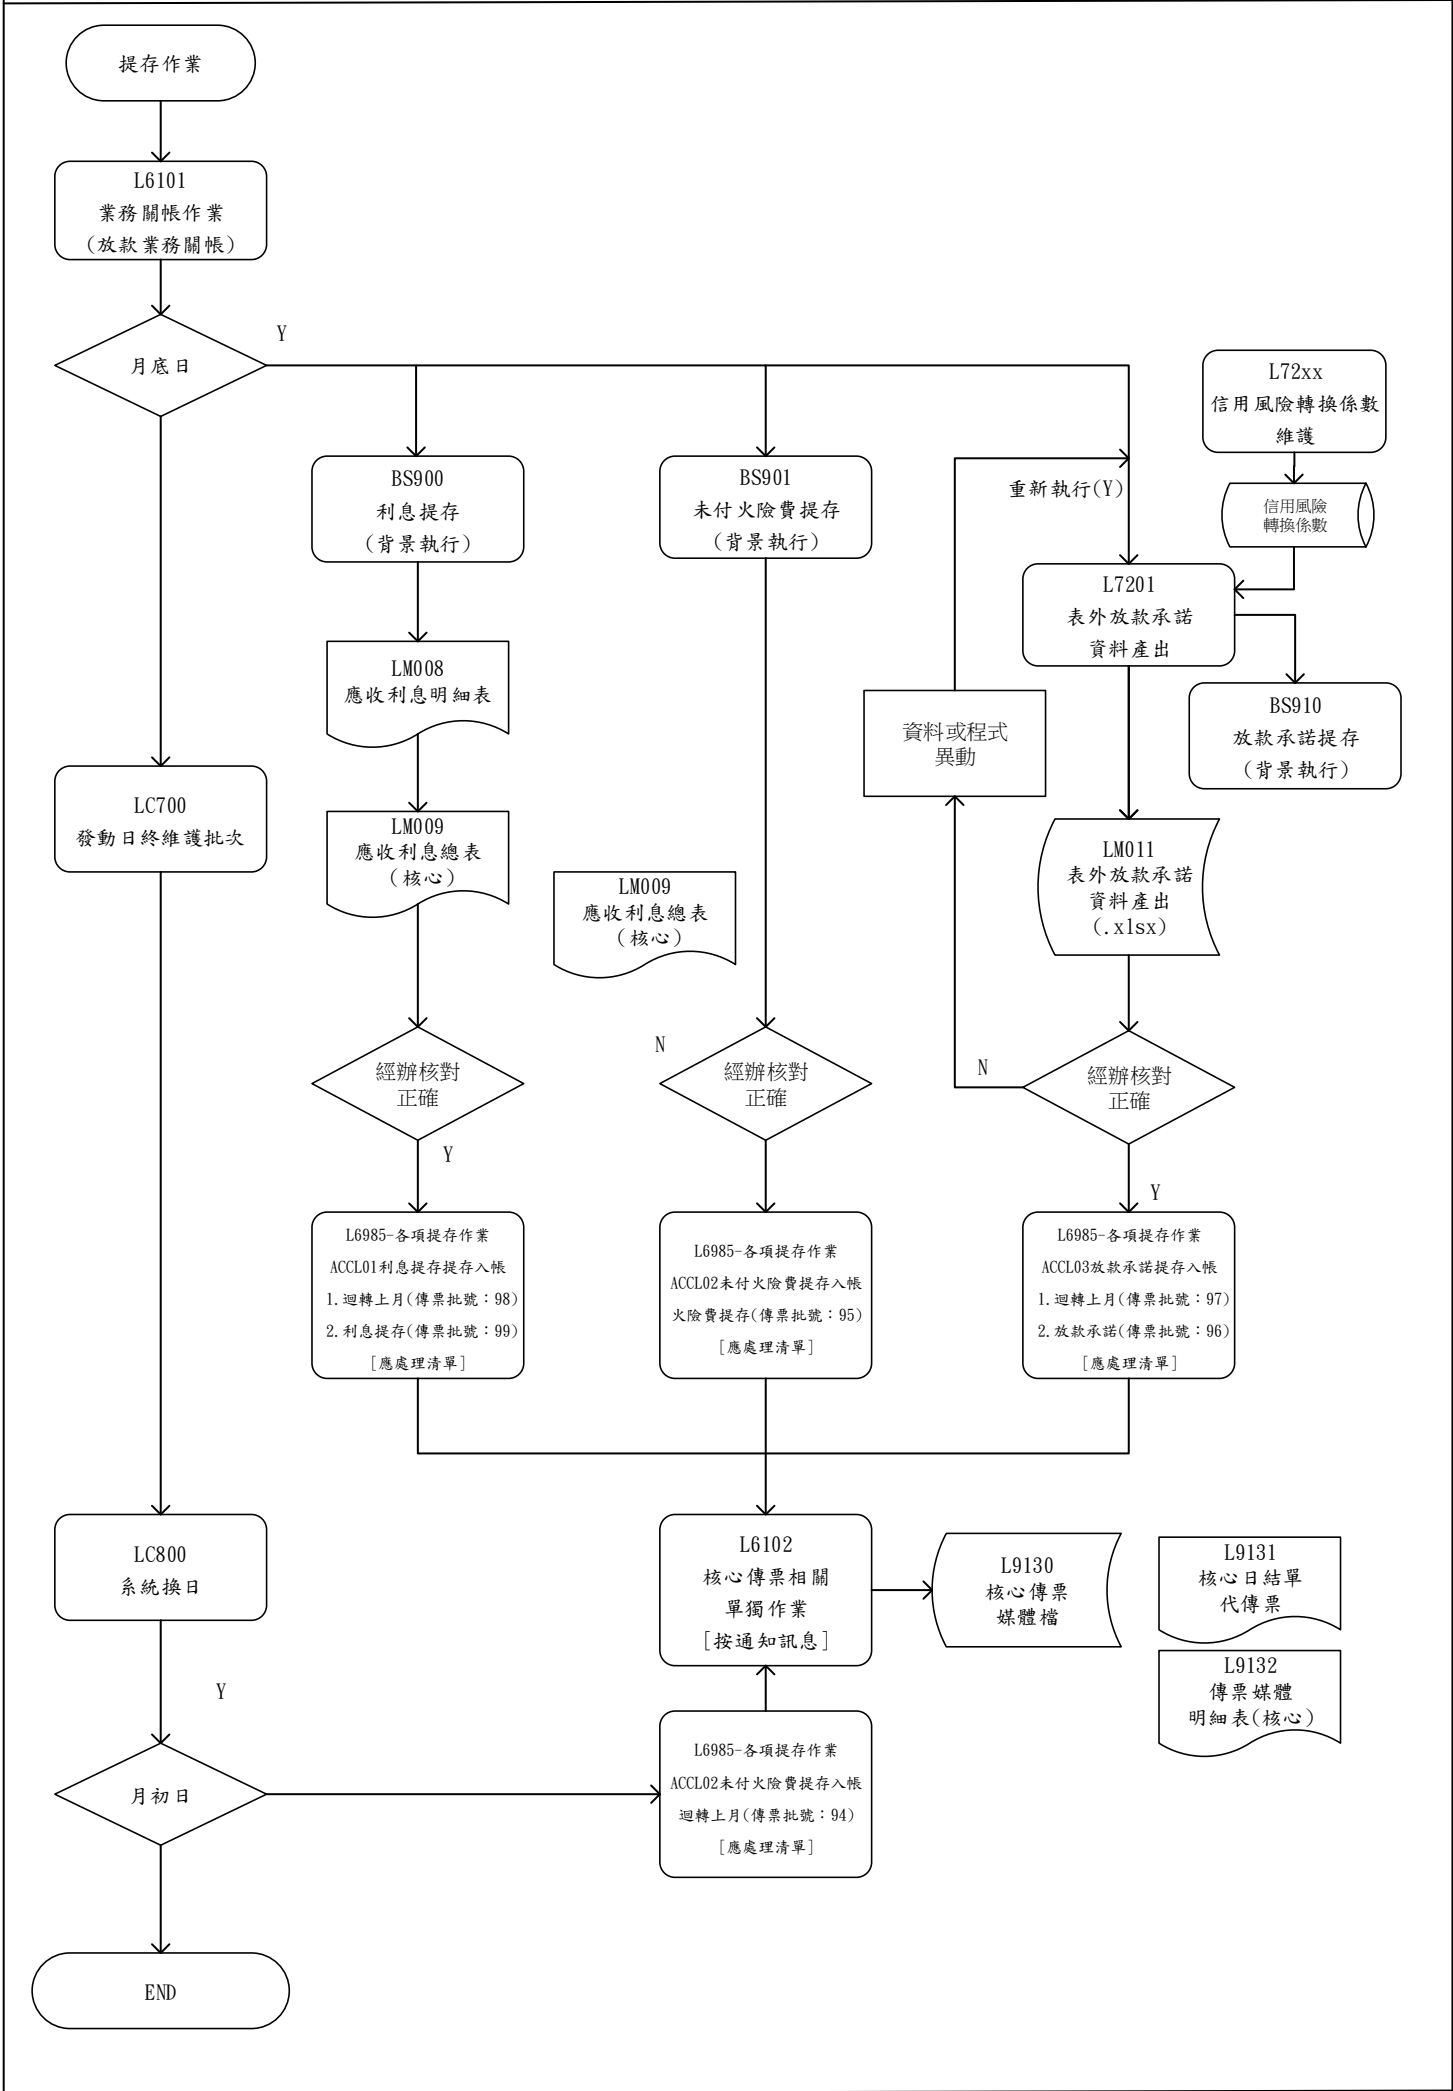 提存作業
L6101
業務關帳作業
(放款業務關帳)
月底日
Y
L72xx
信用風險轉換係數
維護
信用風險
轉換係數
BS900
利息提存
(背景執行)
BS901
未付火險費提存
(背景執行)
重新執行(Y)
L7201
表外放款承諾
資料產出
BS910
放款承諾提存
(背景執行)
LM008
應收利息明細表
資料或程式
異動
LC700
發動日終維護批次
LM009
應收利息總表
(核心)
LM009
應收利息總表
(核心)
LM011
表外放款承諾
資料產出
(.xlsx)
經辦核對
正確
Y
N
經辦核對
正確
N
經辦核對
正確
Y
L6985-各項提存作業
ACCL01利息提存提存入帳
1.迴轉上月(傳票批號：98)
2.利息提存(傳票批號：99)
[應處理清單]
L6985-各項提存作業
ACCL02未付火險費提存入帳
火險費提存(傳票批號：95)
[應處理清單]
L6985-各項提存作業
ACCL03放款承諾提存入帳
1.迴轉上月(傳票批號：97)
2.放款承諾(傳票批號：96)
[應處理清單]
LC800
系統換日
L6102
核心傳票相關
單獨作業
[按通知訊息]
L9130
核心傳票
媒體檔
L9131
核心日結單
代傳票
L9132
傳票媒體
明細表(核心)
Y
月初日
L6985-各項提存作業
ACCL02未付火險費提存入帳
迴轉上月(傳票批號：94)
[應處理清單]
END